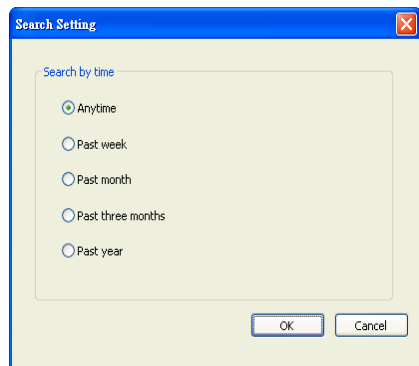 Search Setting
Search by time
Anytime
Past week
Past month
Past three months
Past year
OK
Cancel